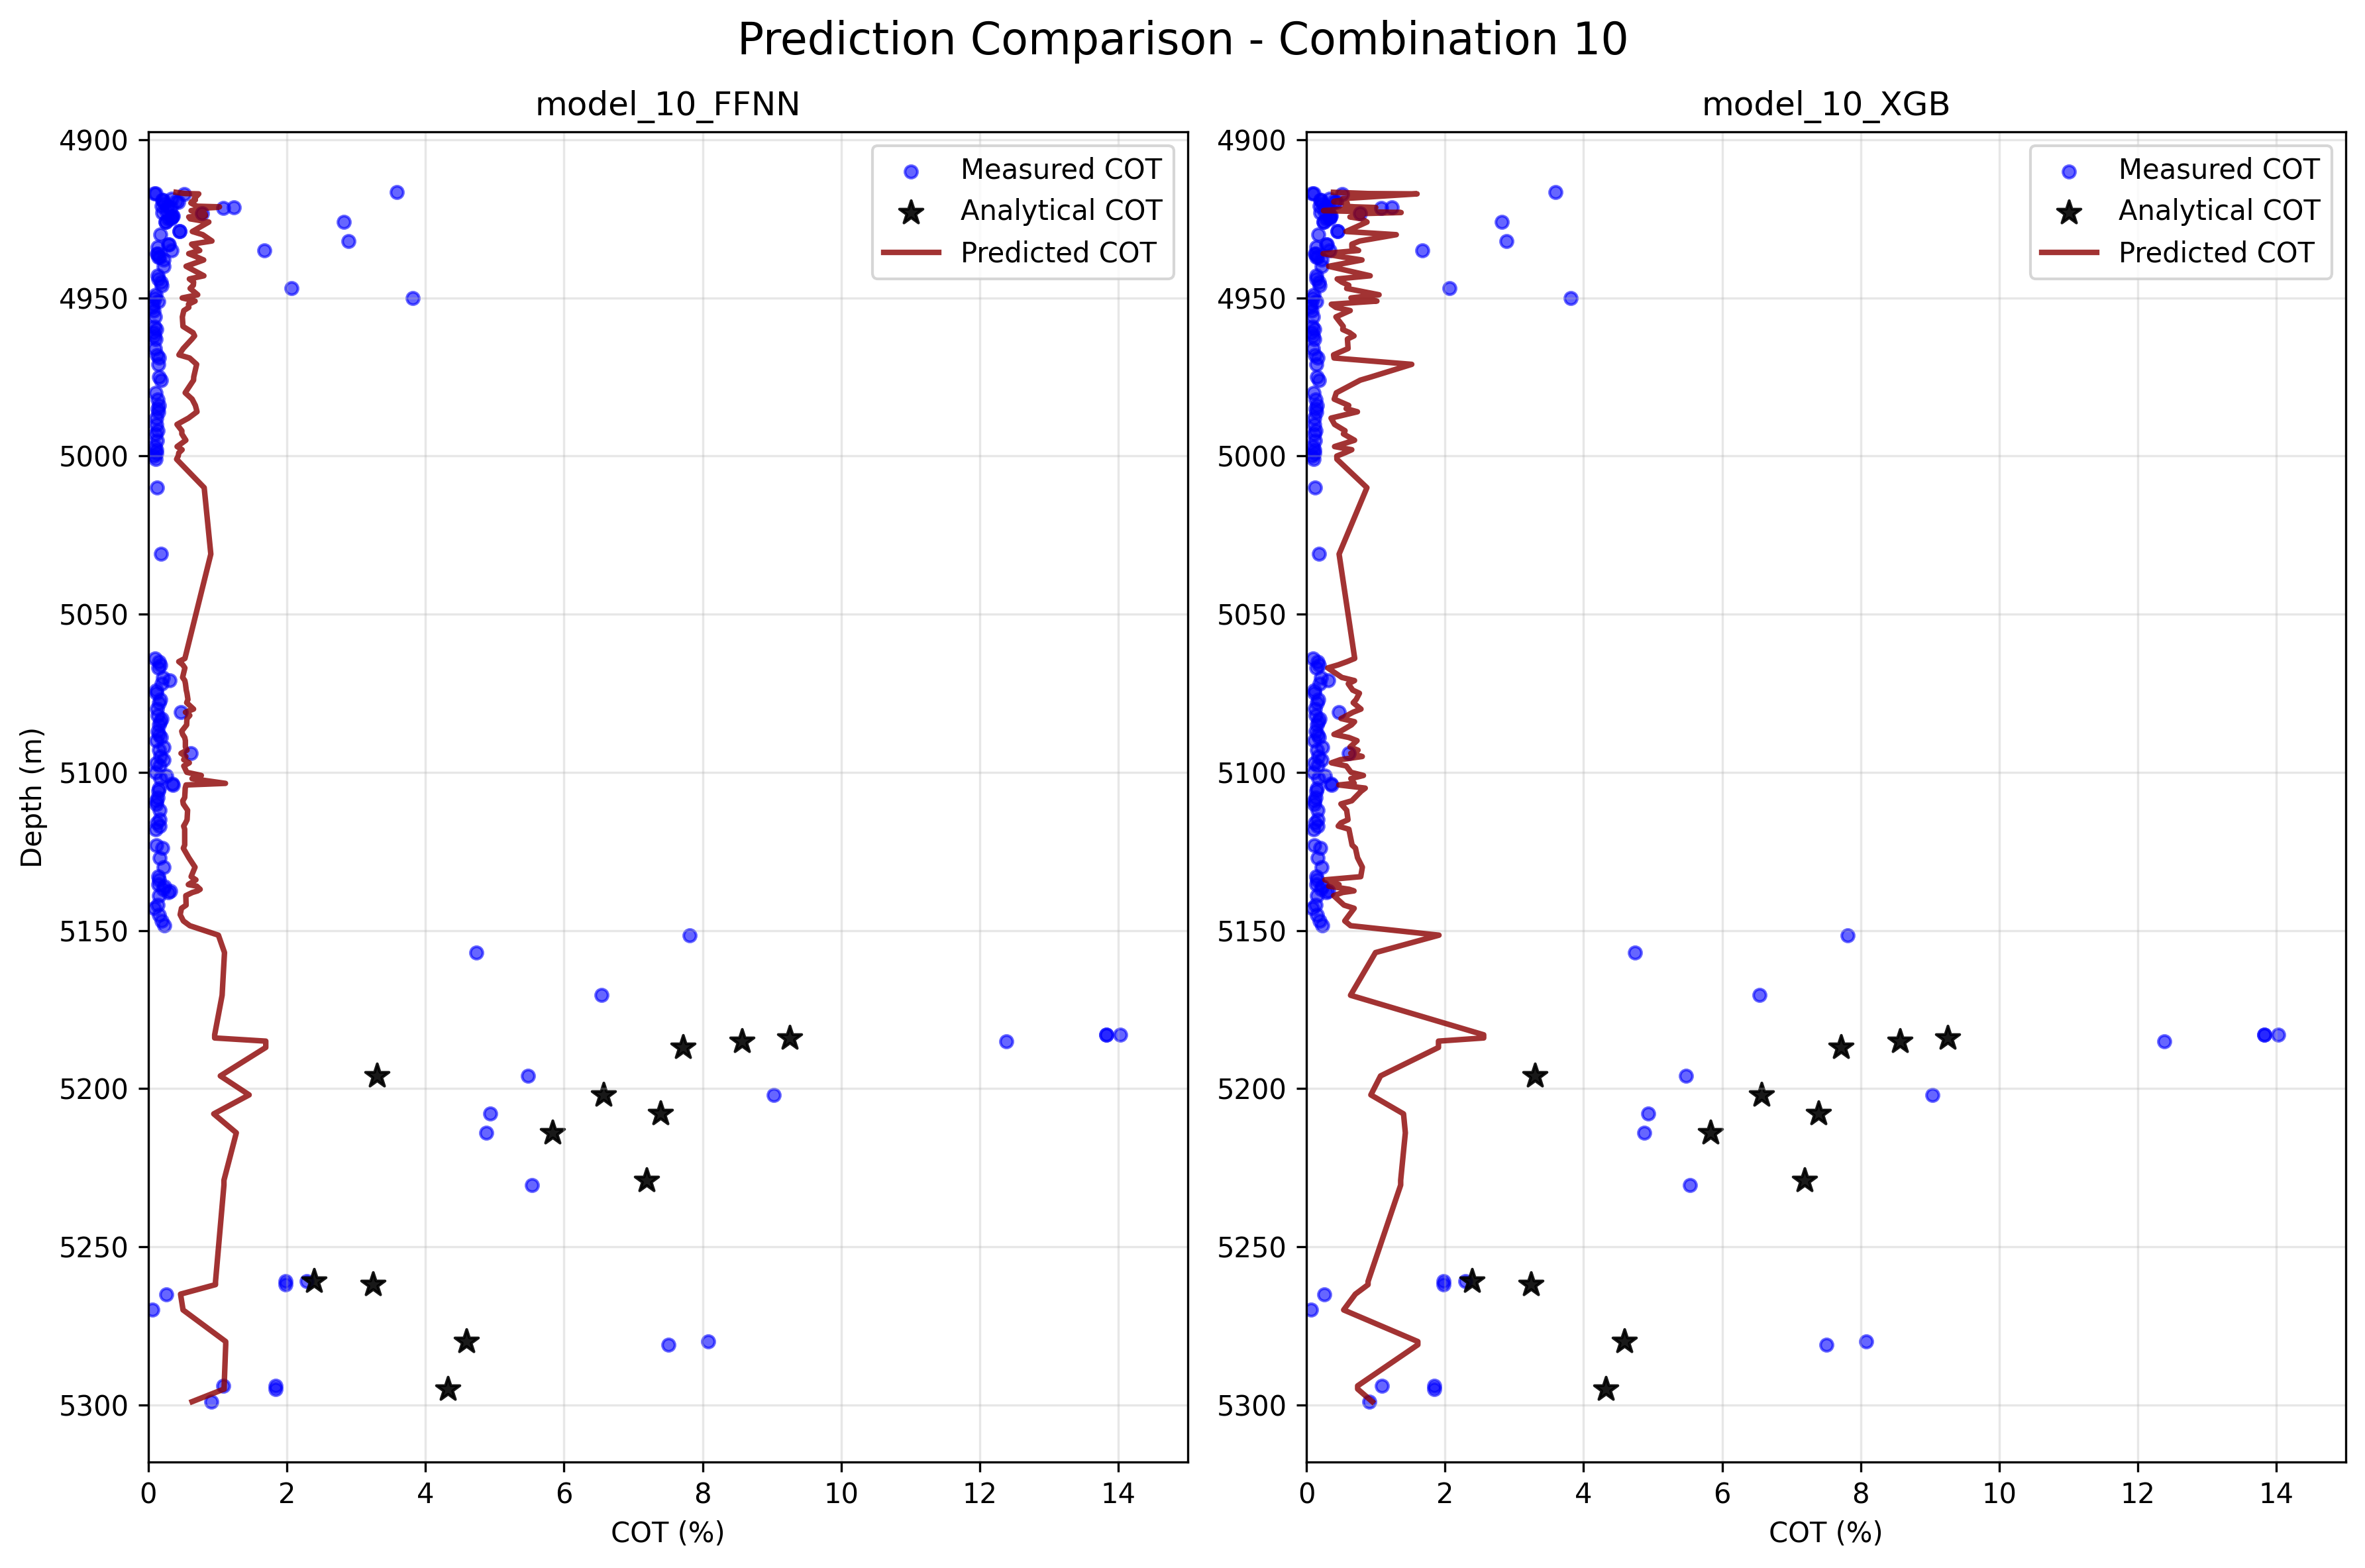 Prediction Comparison - Combination 10
model_10_FFNN
Measured COT
Analytical COT
Predicted COT
4900
4950
5000
5050
5100
5150
5200
5250
5300
Depth (m)
0 2 4 6 8 10 12 14
COT (%)
model_10_XGB
Measured COT
Analytical COT
Predicted COT
4900
4950
5000
5050
5100
5150
5200
5250
5300
0 2 4 6 8 10 12 14
COT (%)